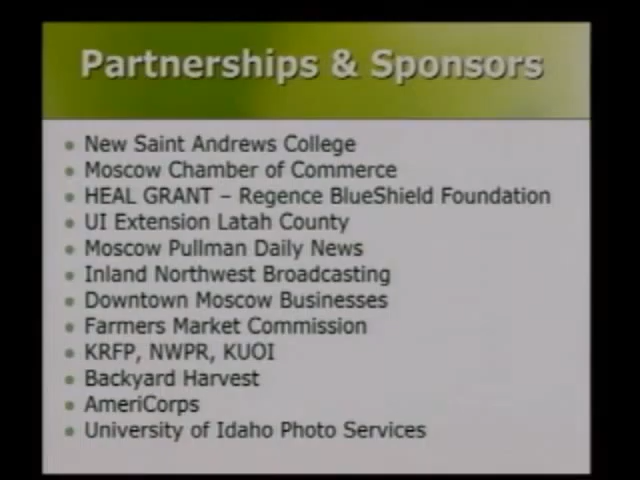 Partnerships & Sponsors
New Saint Andrews College
Moscow Chamber of Commerce
HEAL GRANT – Regence BlueShield Foundation
UI Extension Latah County
Moscow Pullman Daily News
Inland Northwest Broadcasting
Downtown Moscow Businesses
Farmers Market Commission
KRFP, NWPR, KUOI
Backyard Harvest
AmeriCorps
University of Idaho Photo Services